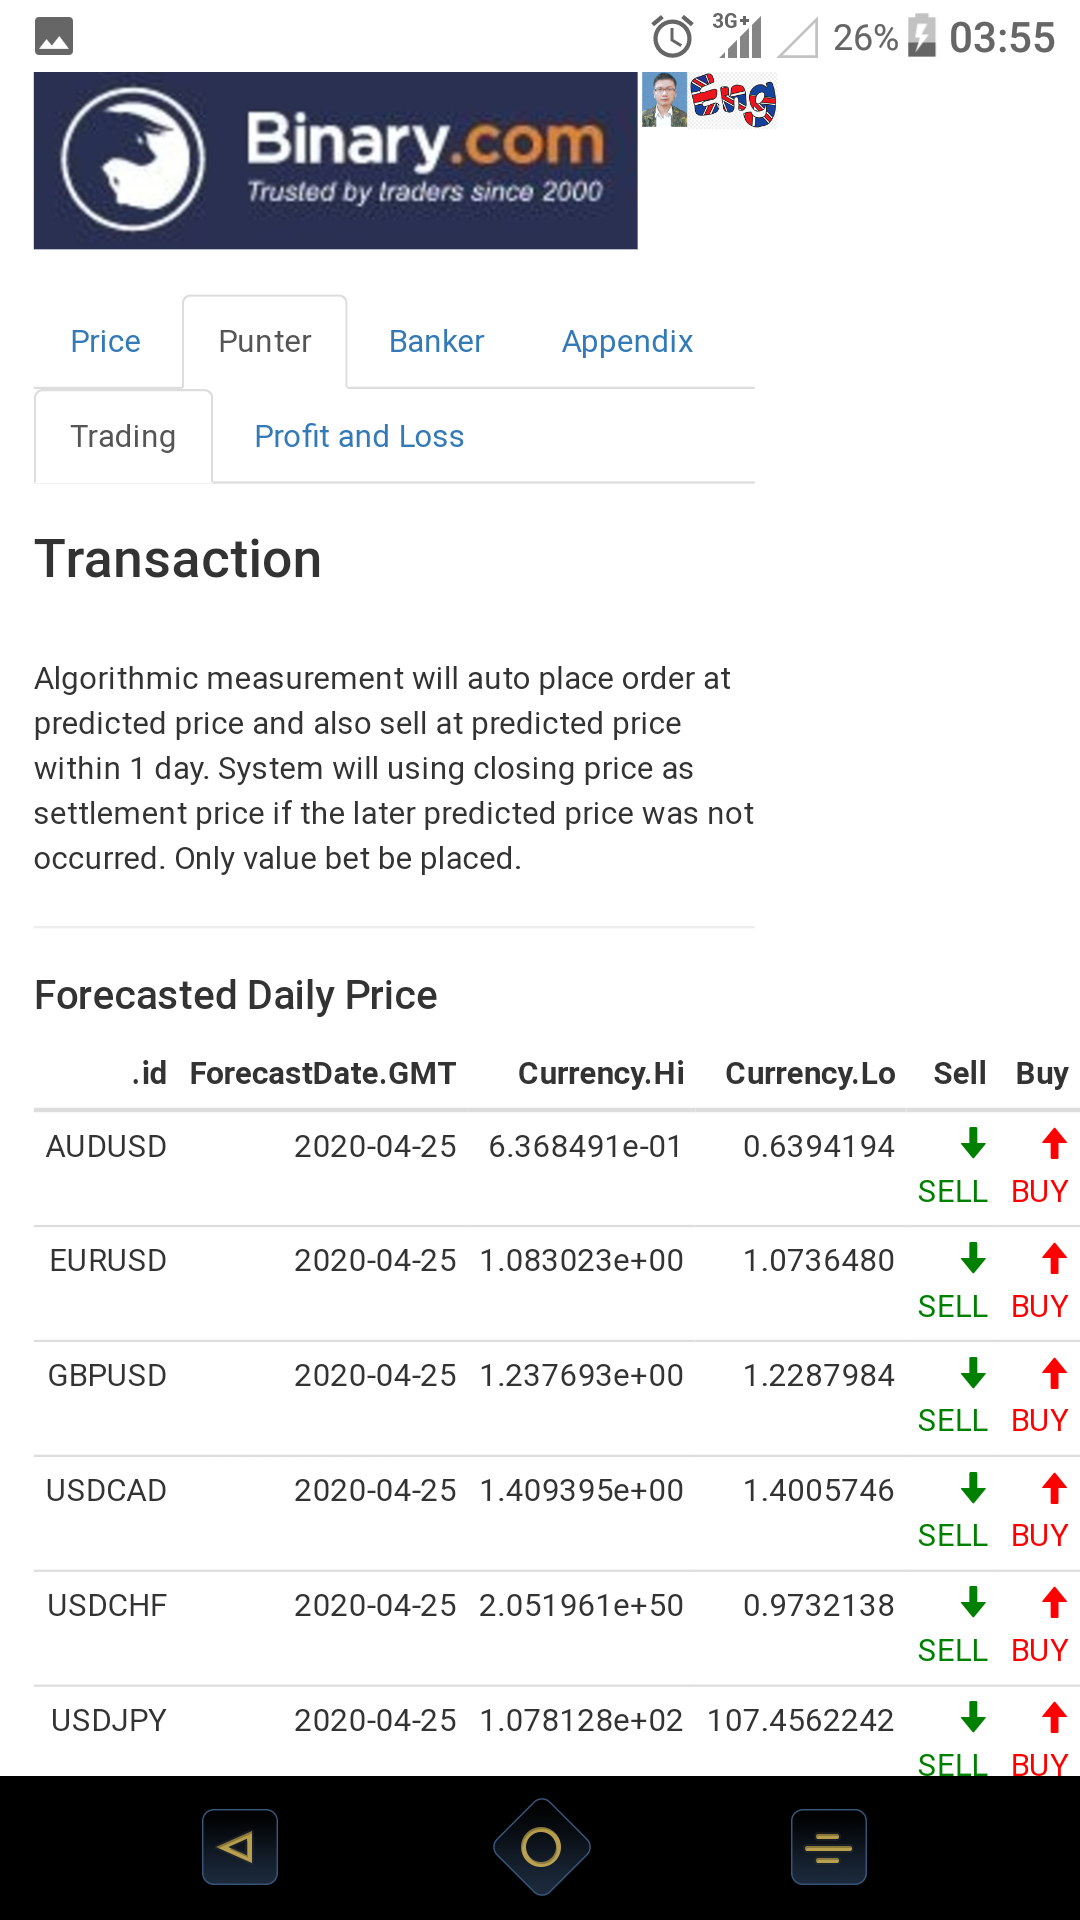 3G+ 26% 03:55
Binary.com Eng
Trusted by traders since 2000
Price Punter Banker Appendix
Trading Profit and Loss
Transaction
Algorithmic measurement will auto place order at
predicted price and also sell at predicted price
within 1 day. System will using closing price as
settlement price if the later predicted price was not
occurred. Only value bet be placed.
Forecasted Daily Price
.id ForecastDate.GMT Currency.Hi Currency.Lo Sell Buy
AUDUSD 2020-04-25 6.368491e-01 0.6394194
SELL BUY
EURUSD 2020-04-25 1.083023e+00 1.0736480
SELL BUY
GBPUSD 2020-04-25 1.237693e+00 1.2287984
SELL BUY
USDCAD 2020-04-25 1.409395e+00 1.4005746
SELL BUY
USDCHF 2020-04-25 2.051961e+50 0.9732138
SELL BUY
USDJPY 2020-04-25 1.078128e+02 107.4562242
SELL BUY